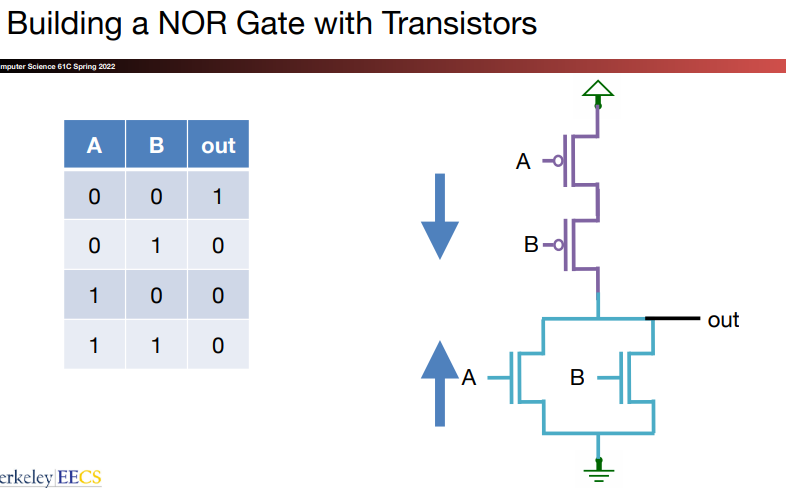 Building a NOR Gate with Transistors
mputer Science 61C Spring 2022
A B out
0 0 1
0 1 0
1 0 0
1 1 0
A
B
out
A
B
erkeley EECS